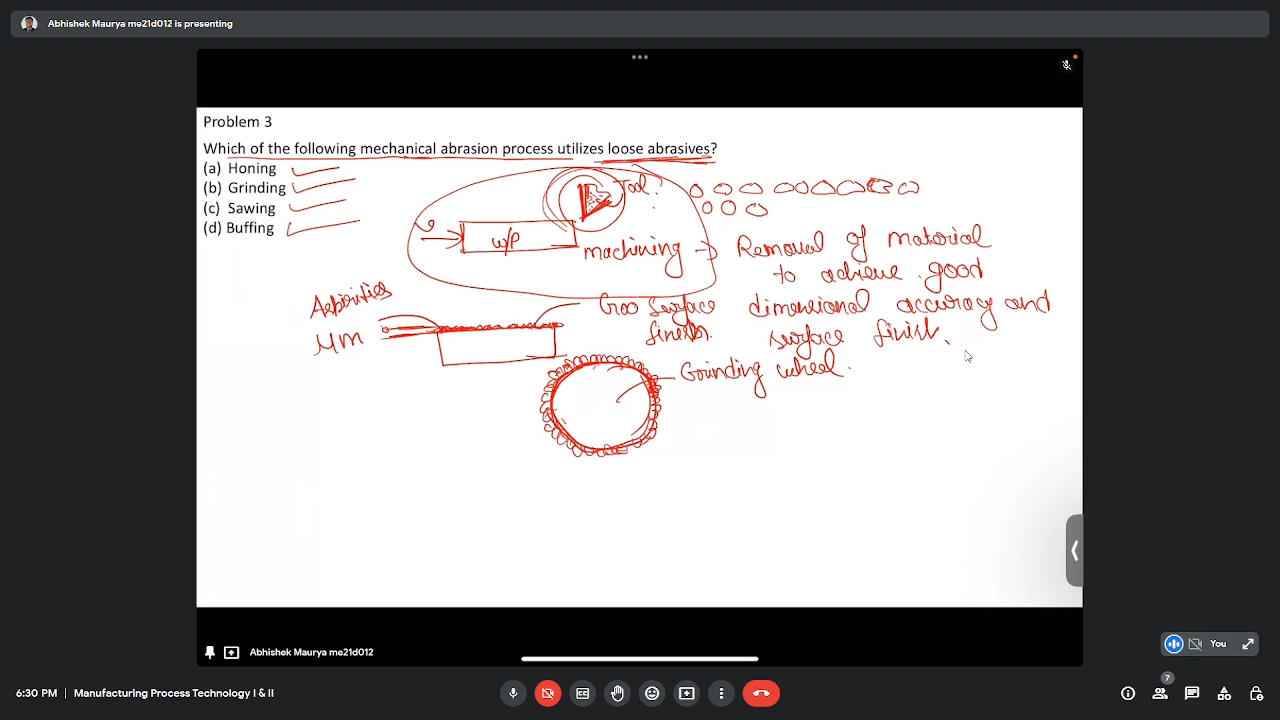 Abhishek Maurya me21d012 is presenting
Problem 3
Which of the following mechanical abrasion process utilizes loose abrasives?
(a) Honing
(b) Grinding
(c) Sawing
(d) Buffing
Tool?
w/P
machining → Removal of material
to achieve good
dimensional accuracy and
surface finish.
Surface
finish.
Grinding wheel.
Abhishek Maurya me21d012
You
7
6:30 PM | Manufacturing Process Technology I & II